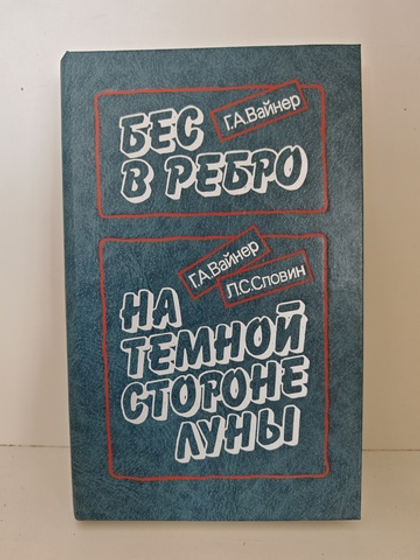 Г.А.Вайнер
БЕС
В РЕБРО
Г.А.Вайнер
Л.С.Словин
НА
ТЕМНОЙ
СТОРОНЕ
ЛУНЫ